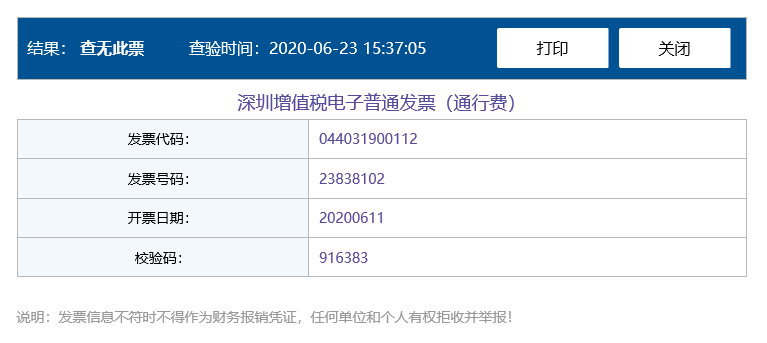 结果： 查无此票 查验时间：2020-06-23 15:37:05 打印 关闭
深圳增值税电子普通发票（通行费）
发票代码： 044031900112
发票号码： 23838102
开票日期： 20200611
校验码： 916383
说明：发票信息不符时不得作为财务报销凭证，任何单位和个人有权拒收并举报！